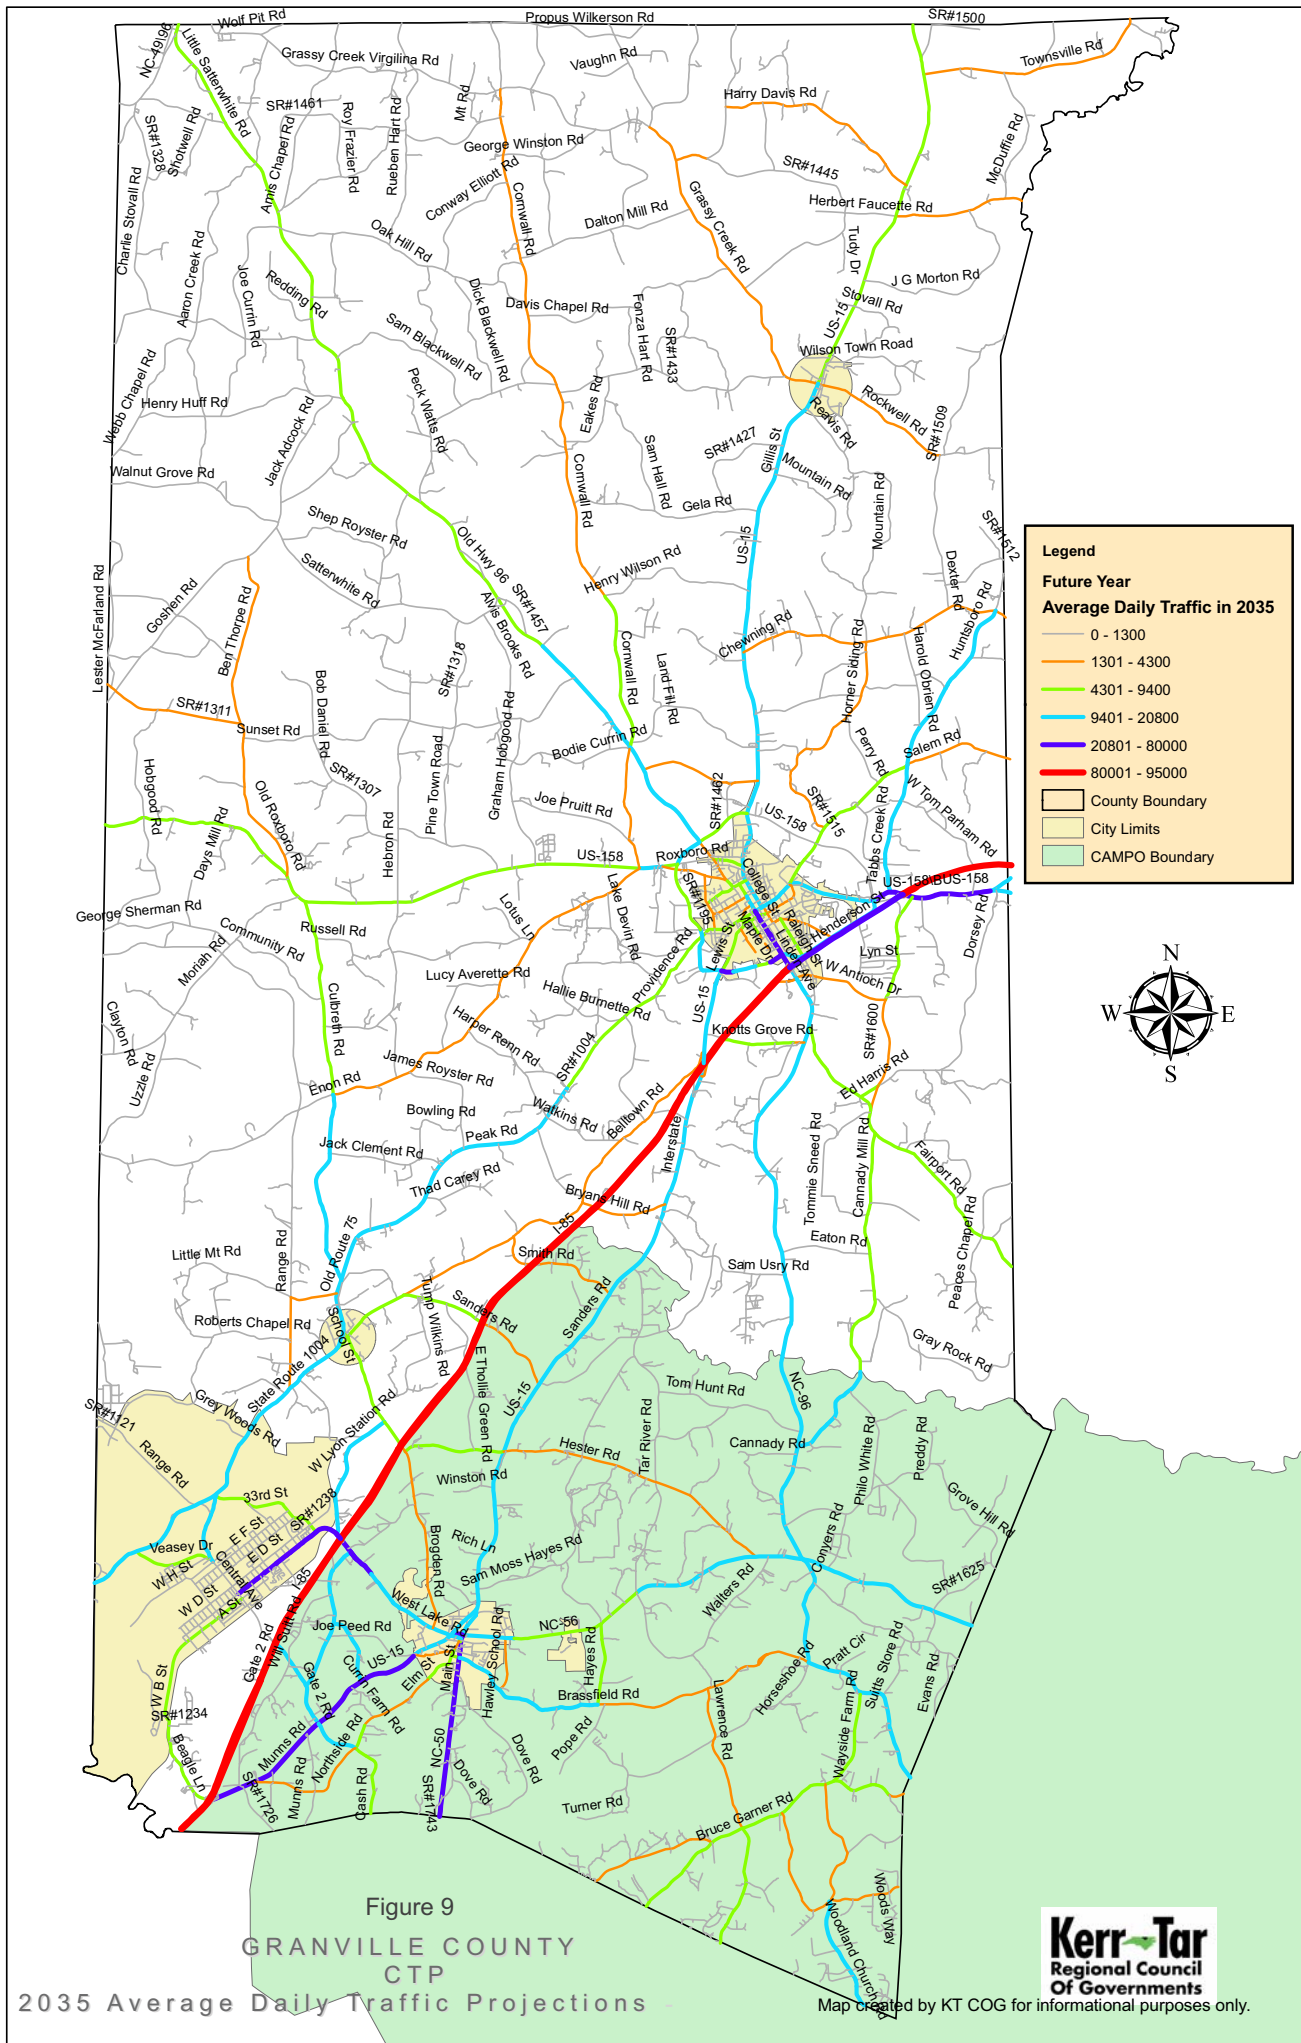 Wolf Pit Rd
Propus Wilkerson Rd
SR#1500
NC-49\96
Little Satterwhite Rd
Grassy Creek Virgilina Rd
Vaughn Rd
Townsville Rd
SR#1461
Mt Rd
Harry Davis Rd
SR#1328
Shotwell Rd
Amis Chapel Rd
Roy Frazier Rd
Rueben Hart Rd
George Winston Rd
SR#1445
McDuffie Rd
Charlie Stovall Rd
Conway Elliott Rd
Cornwall Rd
Dalton Mill Rd
Grassy Creek Rd
Herbert Faucette Rd
Oak Hill Rd
Tudy Dr
Aaron Creek Rd
Joe Currin Rd
Redding Rd
Dick Blackwell Rd
Davis Chapel Rd
Fonza Hart Rd
SR#1433
J G Morton Rd
Stovall Rd
US-15
Sam Blackwell Rd
Wilson Town Road
Webb Chapel Rd
Henry Huff Rd
Peck Watts Rd
Eakes Rd
Reavis Rd
Rockwell Rd
SR#1509
Jack Adcock Rd
SR#1427
Gillis St
Walnut Grove Rd
Cornwall Rd
Sam Hall Rd
Mountain Rd
Mountain Rd
Gela Rd
Shep Royster Rd
Old Hwy 96
SR#1457
US-15
SR#1512
Legend
Future Year
Average Daily Traffic in 2035
0 - 1300
1301 - 4300
4301 - 9400
9401 - 20800
20801 - 80000
80001 - 95000
County Boundary
City Limits
CAMPO Boundary
Lester McFarland Rd
Goshen Rd
Satterwhite Rd
Henry Wilson Rd
Dexter Rd
Ben Thorpe Rd
Alvis Brooks Rd
Chewning Rd
Huntsboro Rd
SR#1318
Cornwall Rd
Land Fill Rd
Horner Siding Rd
Harold Obrien Rd
SR#1311
Bob Daniel Rd
Graham Hobgood Rd
Sunset Rd
Bodie Currin Rd
Perry Rd
Salem Rd
Hobgood Rd
SR#1307
Pine Town Road
Old Roxboro Rd
Joe Pruitt Rd
SR#1462
US-158
SR#1515
W Tom Parham Rd
Days Mill Rd
Hebron Rd
US-158
Roxboro Rd
Tabbs Creek Rd
US-158\BUS-158
George Sherman Rd
Lotus Ln
Lake Devin Rd
SR#1195
College St
Henderson St
Dorsey Rd
Community Rd
Russell Rd
Lewis St
Maple Dr
Raleigh St
Linden Ave
Lyn St
Moriah Rd
Lucy Averette Rd
Providence Rd
W Antioch Dr
Culbreth Rd
Hallie Burnette Rd
US-15
Clayton Rd
Uzzle Rd
Harper Renn Rd
Knotts Grove Rd
SR#1600
N
W E
S
Enon Rd
James Royster Rd
SR#1004
Ed Harris Rd
Bowling Rd
Watkins Rd
Belltown Rd
Peak Rd
Jack Clement Rd
Interstate
Tommie Sneed Rd
Cannady Mill Rd
Fairport Rd
Thad Carey Rd
Bryans Hill Rd
Peaces Chapel Rd
Little Mt Rd
Range Rd
Old Route 75
I-85
Smith Rd
Eaton Rd
Sam Usry Rd
Roberts Chapel Rd
School St
Tump Wilkins Rd
Sanders Rd
Sanders Rd
Gray Rock Rd
State Route 1004
E Thollie Green Rd
Tom Hunt Rd
NC-96
SR#1121
Grey Woods Rd
US-15
Range Rd
W Lyon Station Rd
Hester Rd
Tar River Rd
Cannady Rd
Philo White Rd
Preddy Rd
Winston Rd
Grove Hill Rd
33rd St
SR#1238
Veasey Dr
E F St
E D St
Brogden Rd
Rich Ln
Sam Moss Hayes Rd
Conyers Rd
W H St
Central Ave
I-85
Walters Rd
SR#1625
W D St
A St
West Lake Rd
Will Suitt Rd
Joe Peed Rd
NC-56
Gate 2 Rd
US-15
Main St
Hawley School Rd
Hayes Rd
Horseshoe Rd
Pratt Cir
Suitts Store Rd
W B St
Gate 2 Rd
Currin Farm Rd
Elm St
Brassfield Rd
Lawrence Rd
Evans Rd
SR#1234
Pope Rd
Wayside Farm Rd
Beagle Ln
Munns Rd
Northside Rd
NC-50
Dove Rd
SR#1726
Munns Rd
Cash Rd
SR#1743
Dove Rd
Turner Rd
Bruce Garner Rd
Woods Way
Woodland Church Rd
Figure 9
GRANVILLE COUNTY
CTP
2035 Average Daily Traffic Projections -
Kerr Tar
Regional Council
Of Governments
Map created by KT COG for informational purposes only.